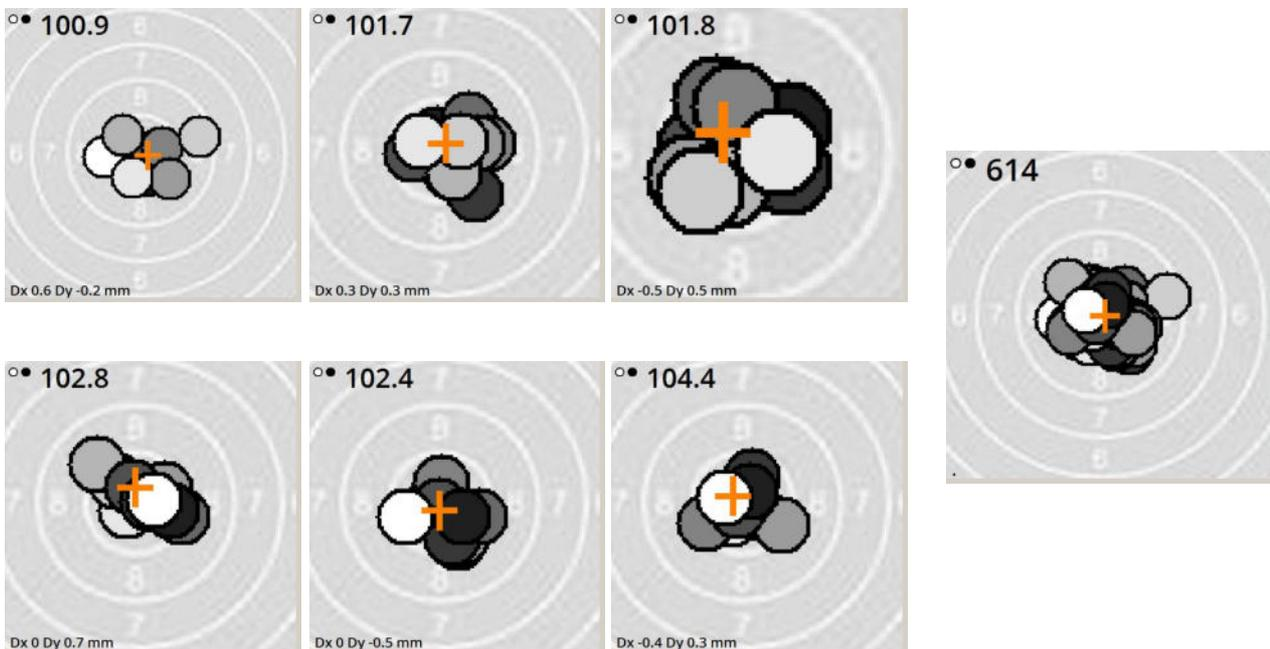 100.9
Dx 0.6 Dy -0.2 mm
101.7
Dx 0.3 Dy 0.3 mm
101.8
Dx -0.5 Dy 0.5 mm
614
102.8
Dx 0 Dy 0.7 mm
102.4
Dx 0 Dy -0.5 mm
104.4
Dx -0.4 Dy 0.3 mm